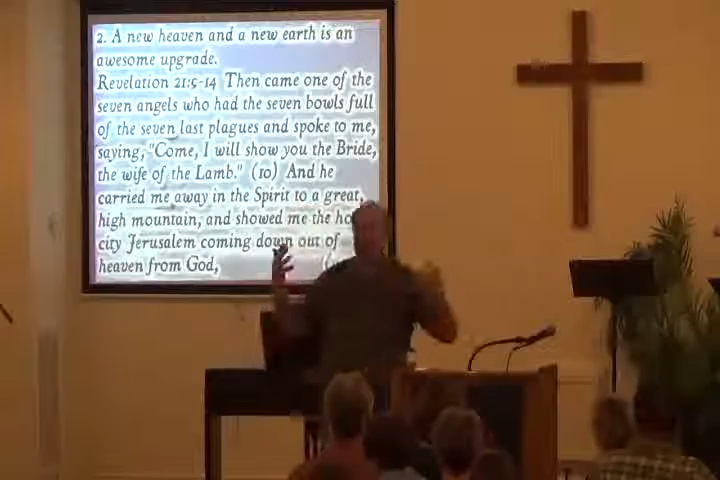 2. A new heaven and a new earth is an
awesome upgrade.
Revelation 21:9-14 Then came one of the
seven angels who had the seven bowls full
of the seven last plagues and spoke to me,
saying, "Come, I will show you the Bride,
the wife of the Lamb." (10) And he
carried me away in the Spirit to a great,
high mountain, and showed me the
city Jerusalem coming down out of
heaven from God,